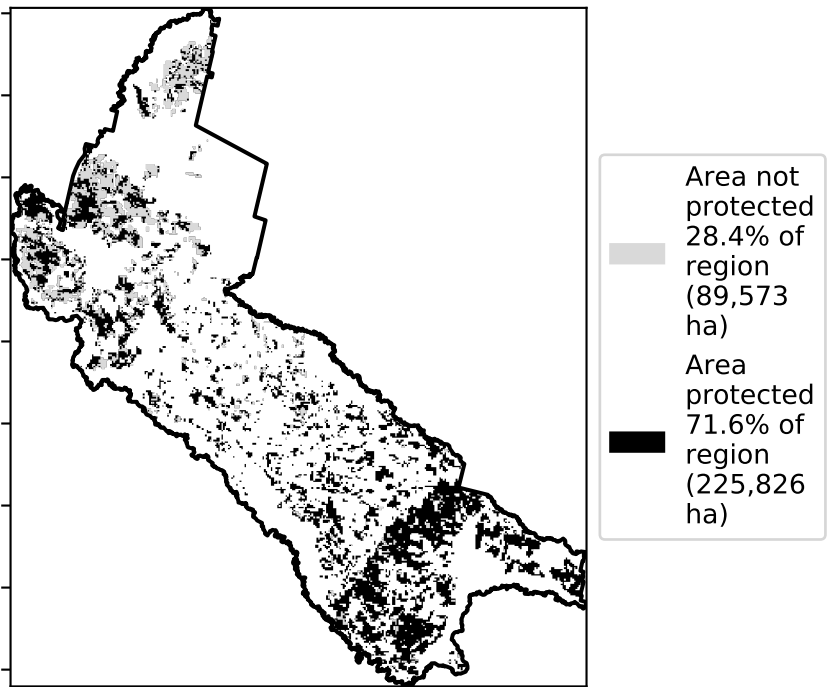 Area not
protected
28.4% of
region
(89,573
ha)
Area
protected
71.6% of
region
(225,826
ha)